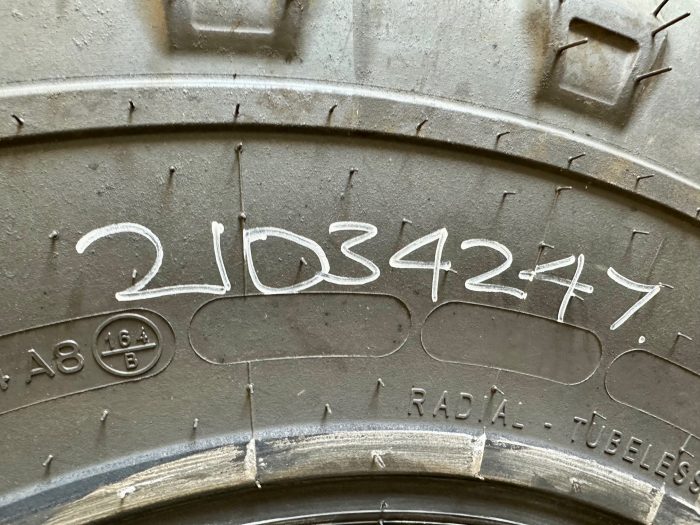 21034247.
A8 164 B
RADIAL - TUBELESS